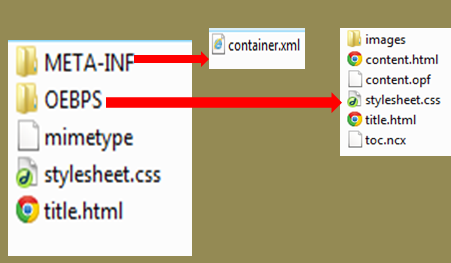 META-INF
OEBPS
mimetype
stylesheet.css
title.html
container.xml
images
content.html
content.opf
stylesheet.css
title.html
toc.ncx